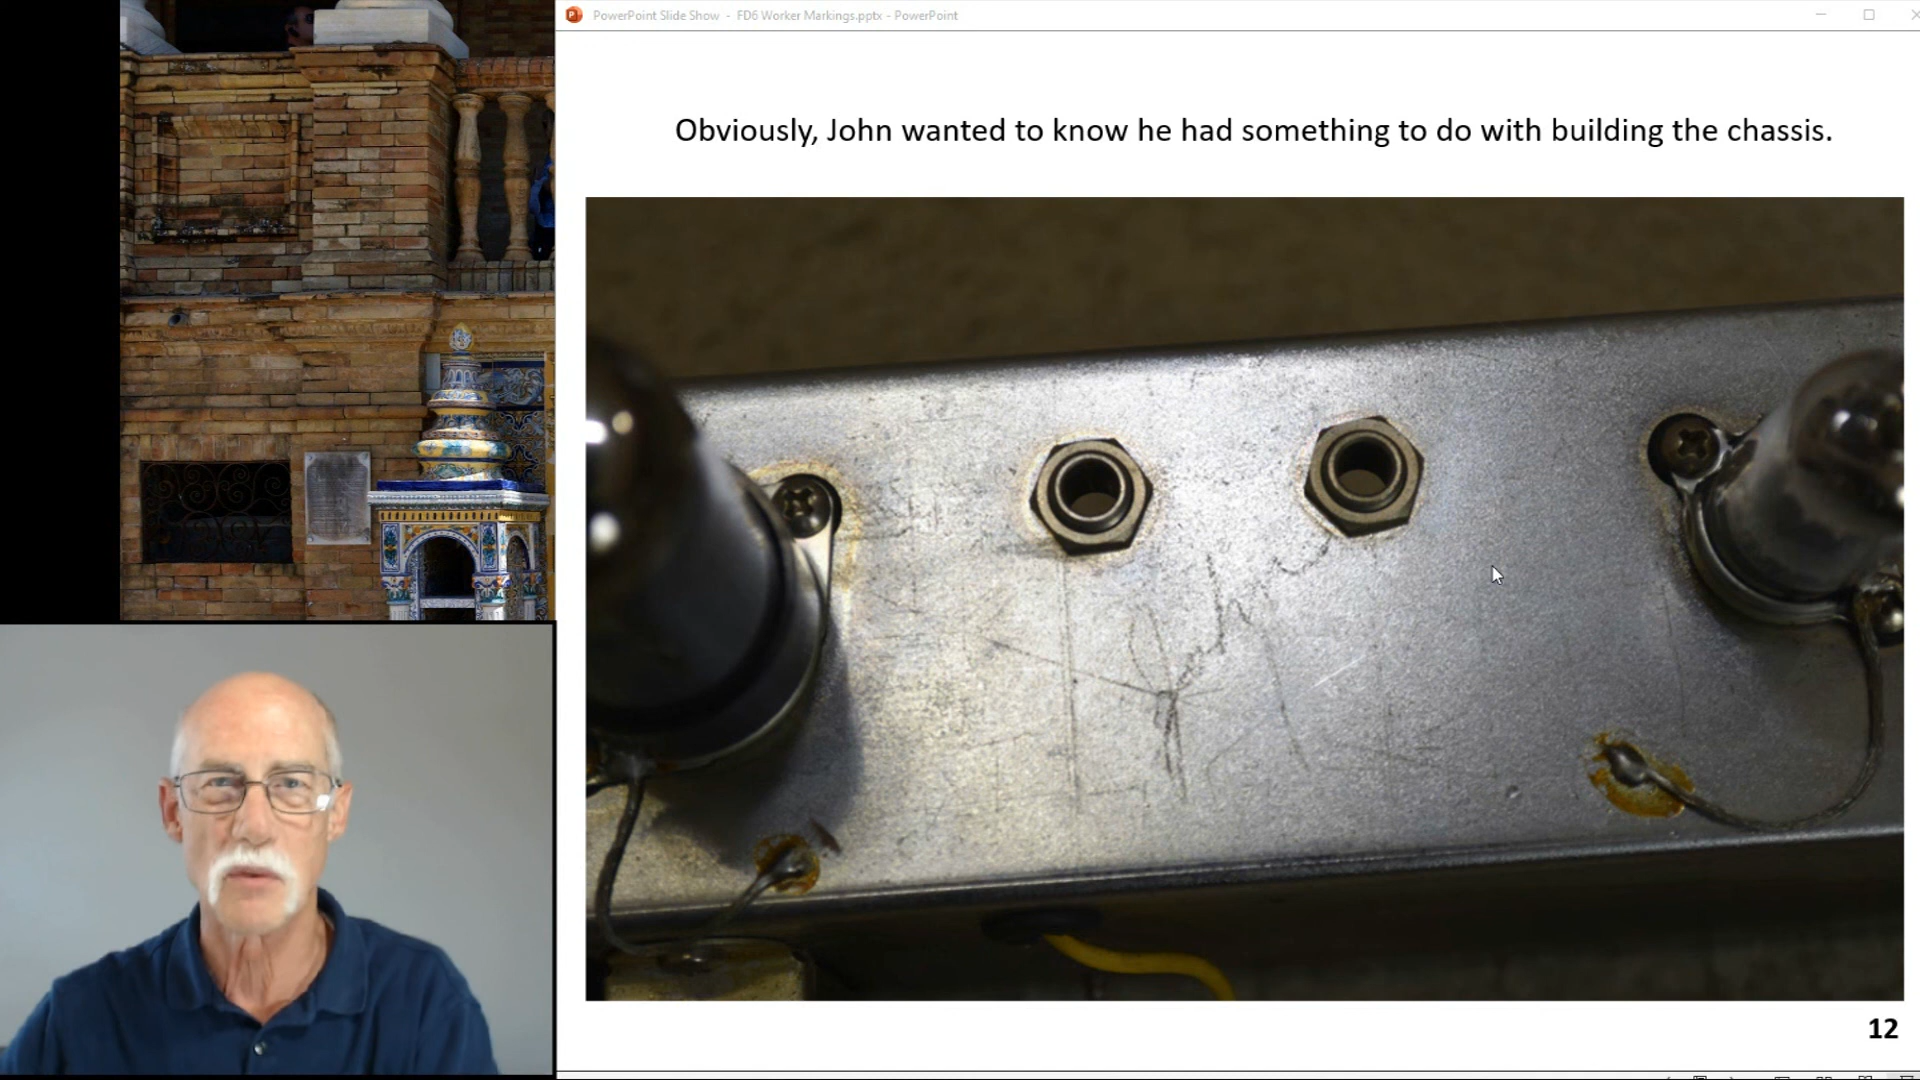 PowerPoint Slide Show - FD6 Worker Markings.pptx - PowerPoint
Obviously, John wanted to know he had something to do with building the chassis.
John
12